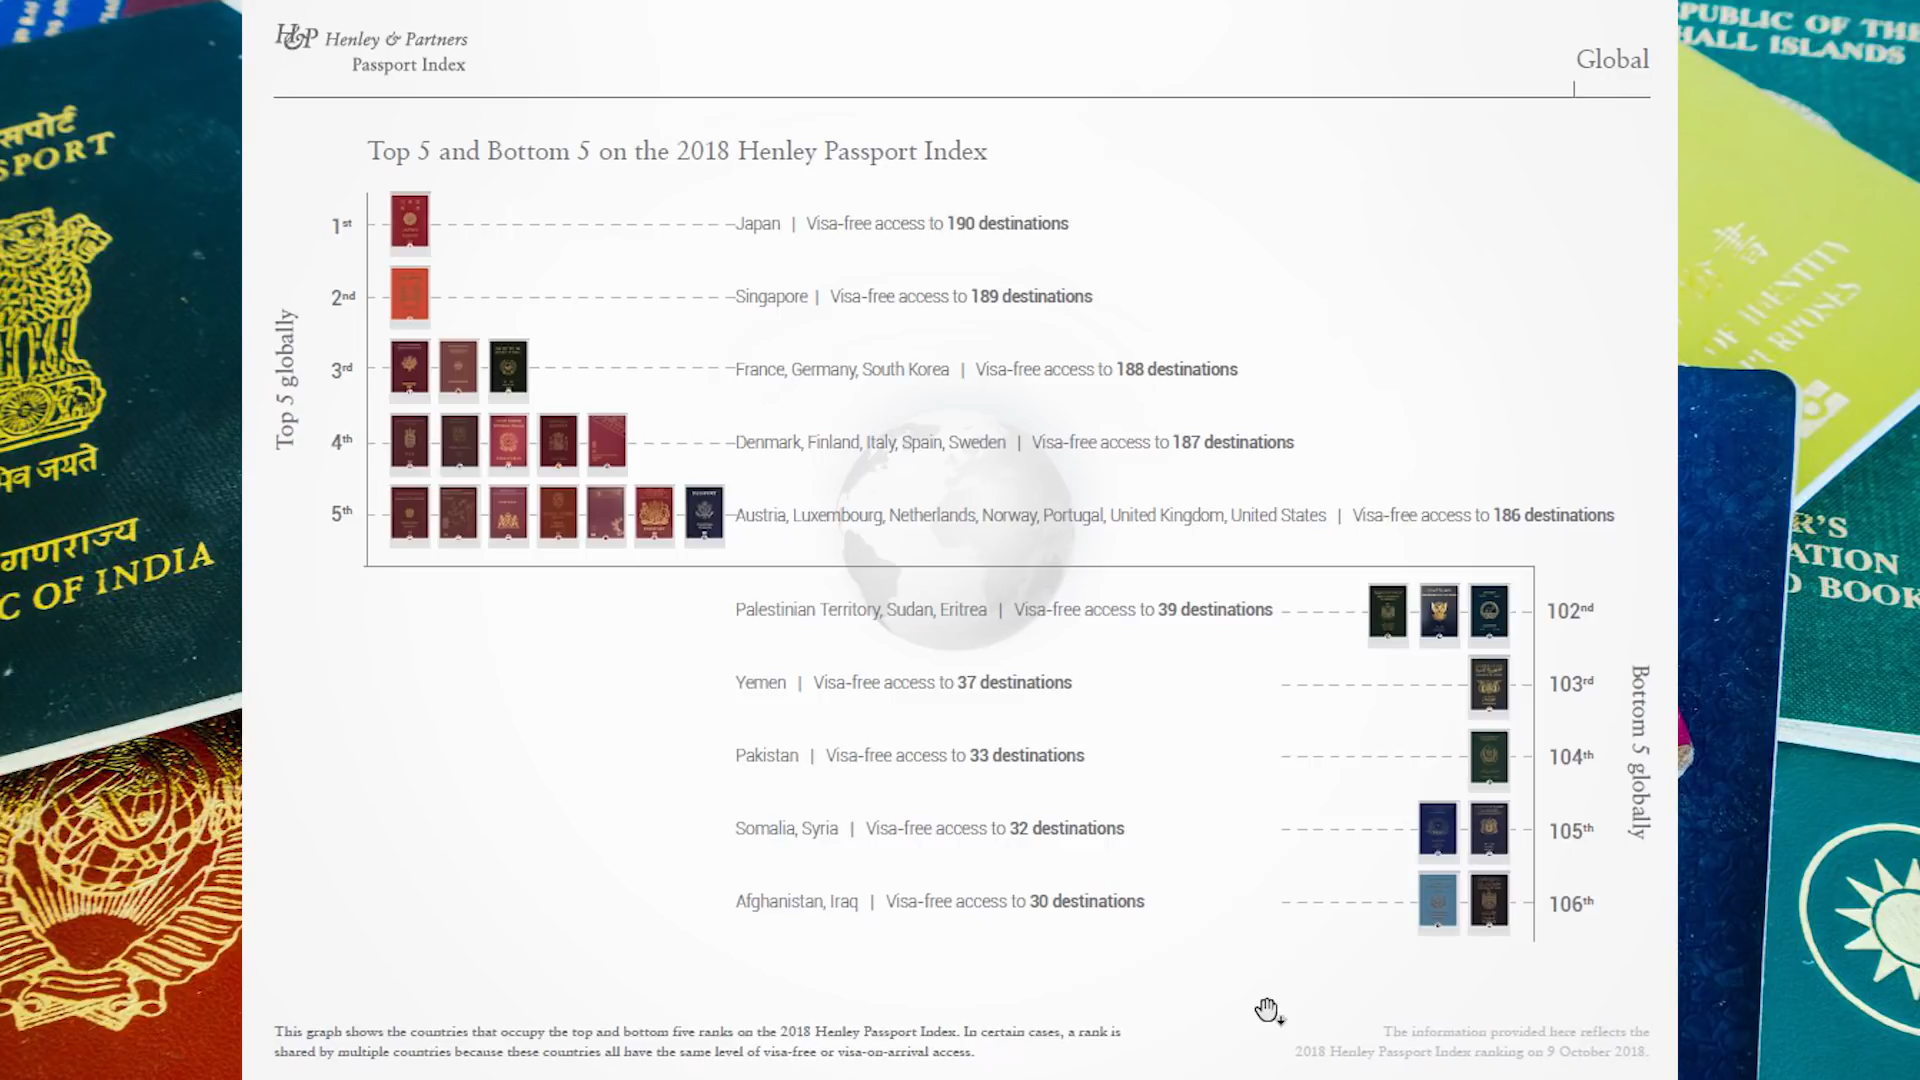 H&P Henley & Partners
Passport Index
Global
Top 5 and Bottom 5 on the 2018 Henley Passport Index
Top 5 globally
1st Japan | Visa-free access to 190 destinations
2nd Singapore | Visa-free access to 189 destinations
3rd France, Germany, South Korea | Visa-free access to 188 destinations
4th Denmark, Finland, Italy, Spain, Sweden | Visa-free access to 187 destinations
5th Austria, Luxembourg, Netherlands, Norway, Portugal, United Kingdom, United States | Visa-free access to 186 destinations
Palestinian Territory, Sudan, Eritrea | Visa-free access to 39 destinations 102nd
Yemen | Visa-free access to 37 destinations 103rd
Pakistan | Visa-free access to 33 destinations 104th
Somalia, Syria | Visa-free access to 32 destinations 105th
Afghanistan, Iraq | Visa-free access to 30 destinations 106th
Bottom 5 globally
This graph shows the countries that occupy the top and bottom five ranks on the 2018 Henley Passport Index. In certain cases, a rank is
shared by multiple countries because these countries all have the same level of visa-free or visa-on-arrival access.
The information provided here reflects the
2018 Henley Passport Index ranking on 9 October 2018.
सपोर्ट
SPORT
मेव जयते
गणराज्य
C OF INDIA
PUBLIC OF THE
HALL ISLANDS
OF IDENTITY
PURPOSES
R'S
ATION
D BOOK